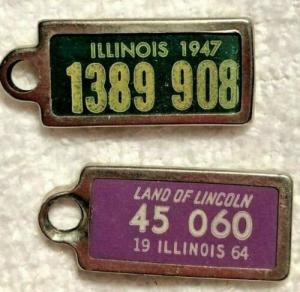 ILLINOIS 1947
1389 908
LAND OF LINCOLN
45 060
19 ILLINOIS 64